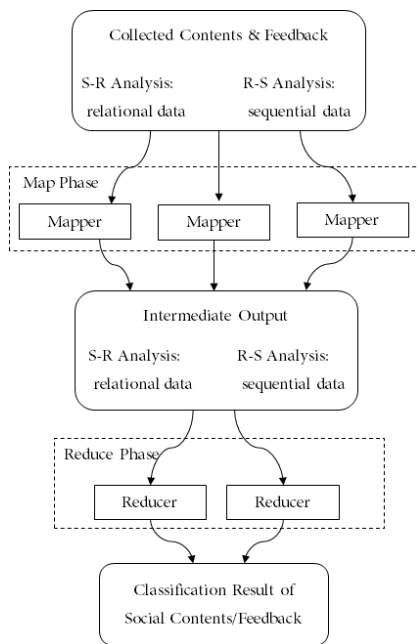 Collected Contents & Feedback
S-R Analysis: R-S Analysis:
relational data sequential data
Map Phase
Mapper Mapper Mapper
Intermediate Output
S-R Analysis: R-S Analysis:
relational data sequential data
Reduce Phase
Reducer Reducer
Classification Result of
Social Contents/Feedback